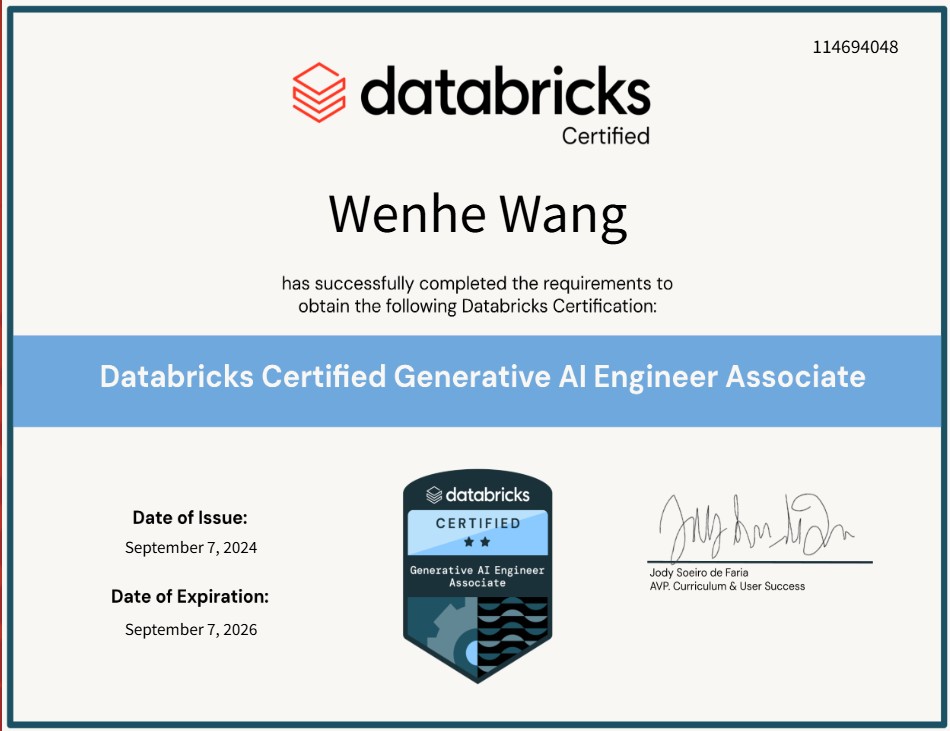 114694048
databricks
Certified
Wenhe Wang
has successfully completed the requirements to
obtain the following Databricks Certification:
Databricks Certified Generative AI Engineer Associate
Date of Issue:
September 7, 2024
Date of Expiration:
September 7, 2026
databricks
CERTIFIED
Generative AI Engineer
Associate
Jody Soeiro de Faria
AVP. Curriculum & User Success